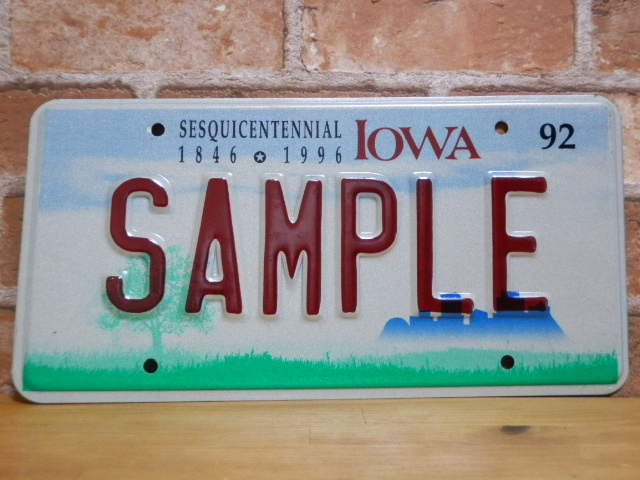 SESQUICENTENNIAL IOWA 92
1846 ✪ 1996
SAMPLE